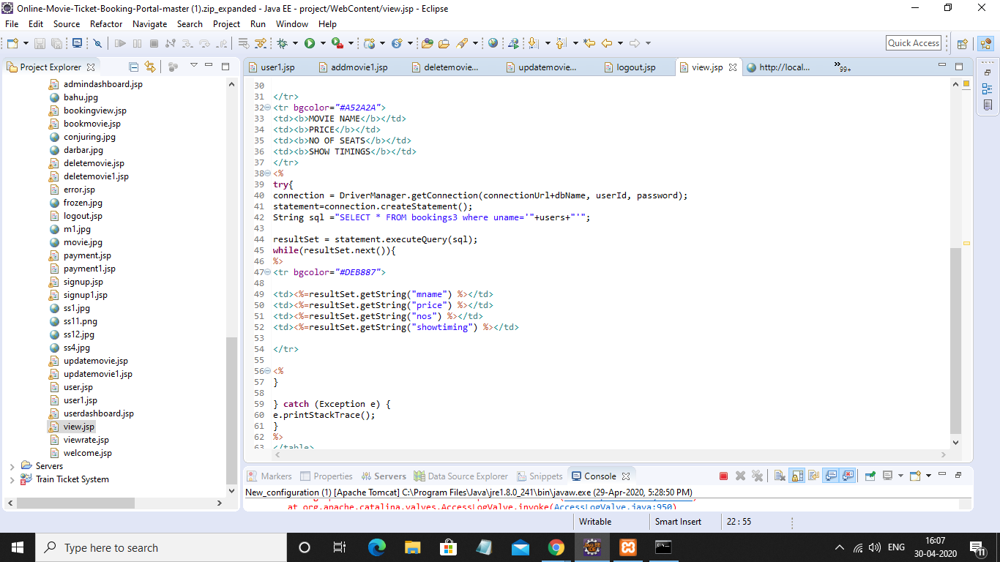 Online-Movie-Ticket-Booking-Portal-master (1).zip_expanded - Java EE - project/WebContent/view.jsp - Eclipse
File Edit Source Refactor Navigate Search Project Run Window Help
Quick Access
Project Explorer
user1.jsp addmovie1.jsp deletemovie... updatemovie... logout.jsp view.jsp http://local... »99+
admindashboard.jsp
bahu.jpg
bookingview.jsp
bookmovie.jsp
conjuring.jpg
darbar.jpg
deletemovie.jsp
deletemovie1.jsp
error.jsp
frozen.jpg
logout.jsp
m1.jpg
movie.jpg
payment.jsp
payment1.jsp
signup.jsp
signup1.jsp
ss1.jpg
ss11.png
ss12.jpg
ss4.jpg
updatemovie.jsp
updatemovie1.jsp
user.jsp
user1.jsp
userdashboard.jsp
view.jsp
viewrate.jsp
welcome.jsp
Servers
Train Ticket System
30
31 </tr>
32 <tr bgcolor="#A52A2A">
33 <td><b>MOVIE NAME</b></td>
34 <td><b>PRICE</b></td>
35 <td><b>NO OF SEATS</b></td>
36 <td><b>SHOW TIMINGS</b></td>
37 </tr>
38 <%
39 try{
40 connection = DriverManager.getConnection(connectionUrl+dbName, userId, password);
41 statement=connection.createStatement();
42 String sql ="SELECT * FROM bookings3 where uname='"+users+"'";
43
44 resultSet = statement.executeQuery(sql);
45 while(resultSet.next()){
46 %>
47 <tr bgcolor="#DEB887">
48
49 <td><%=resultSet.getString("mname") %></td>
50 <td><%=resultSet.getString("price") %></td>
51 <td><%=resultSet.getString("nos") %></td>
52 <td><%=resultSet.getString("showtiming") %></td>
53
54 </tr>
55
56 <%
57 }
58
59 } catch (Exception e) {
60 e.printStackTrace();
61 }
62 %>
63 </table>
Markers Properties Servers Data Source Explorer Snippets Console
New_configuration (1) [Apache Tomcat] C:\Program Files\Java\jre1.8.0_241\bin\javaw.exe (29-Apr-2020, 5:28:50 PM)
at org.apache.catalina.valves.AccessLogValve.invoke(AccessLogValve.java:950)
Writable Smart Insert 22 : 55
Type here to search
ENG
16:07
30-04-2020
11